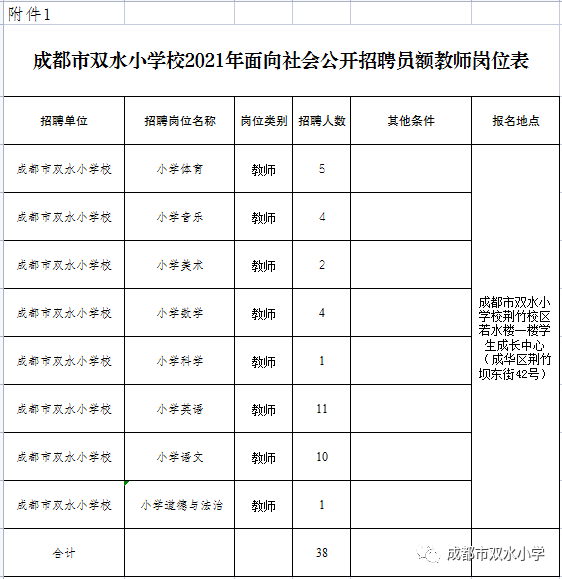 附件1
成都市双水小学校2021年面向社会公开招聘员额教师岗位表
招聘单位 招聘岗位名称 岗位类别 招聘人数 其他条件 报名地点
成都市双水小学校 小学体育 教师 5
成都市双水小学校 小学音乐 教师 4
成都市双水小学校 小学美术 教师 2
成都市双水小学校 小学数学 教师 4
成都市双水小学校 小学科学 教师 1
成都市双水小学校 小学英语 教师 11
成都市双水小学校 小学语文 教师 10
成都市双水小学校 小学道德与法治 教师 1
成都市双水小
学校荆竹校区
若水楼一楼学
生成长中心
（成华区荆竹
坝东街42号）
合计 38
成都市双水小学